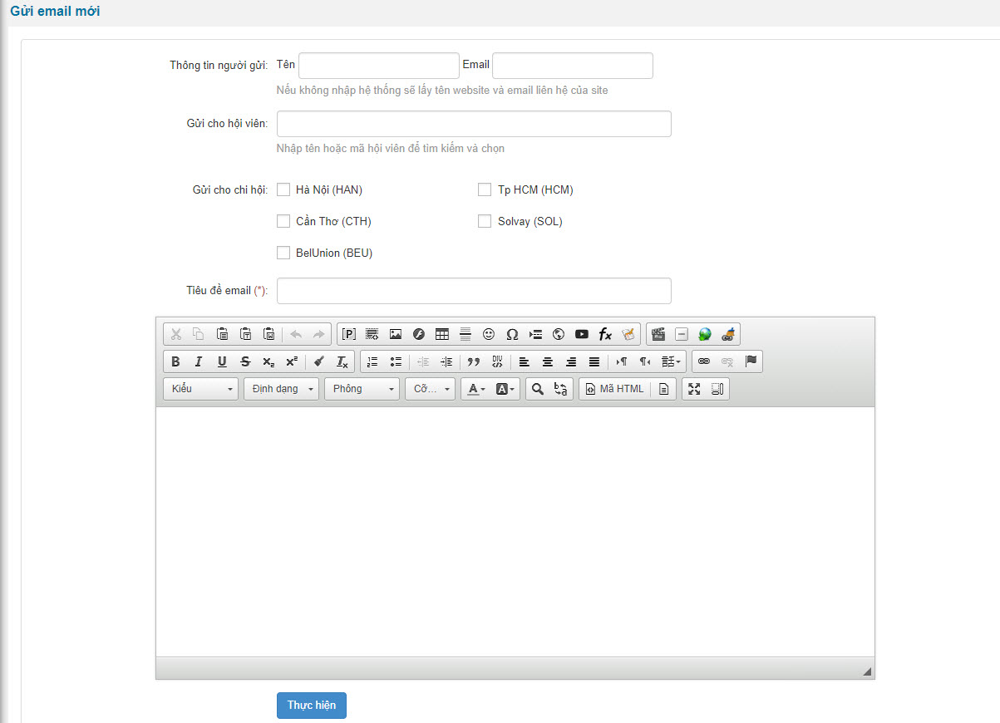 Gửi email mới
Thông tin người gửi: Tên Email
Nếu không nhập hệ thống sẽ lấy tên website và email liên hệ của site
Gửi cho hội viên:
Nhập tên hoặc mã hội viên để tìm kiếm và chọn
Gửi cho chi hội: Hà Nội (HAN) Tp HCM (HCM)
Cần Thơ (CTH) Solvay (SOL)
BelUnion (BEU)
Tiêu đề email (*):
Kiểu Định dạng Phông Cỡ... Mã HTML
Thực hiện